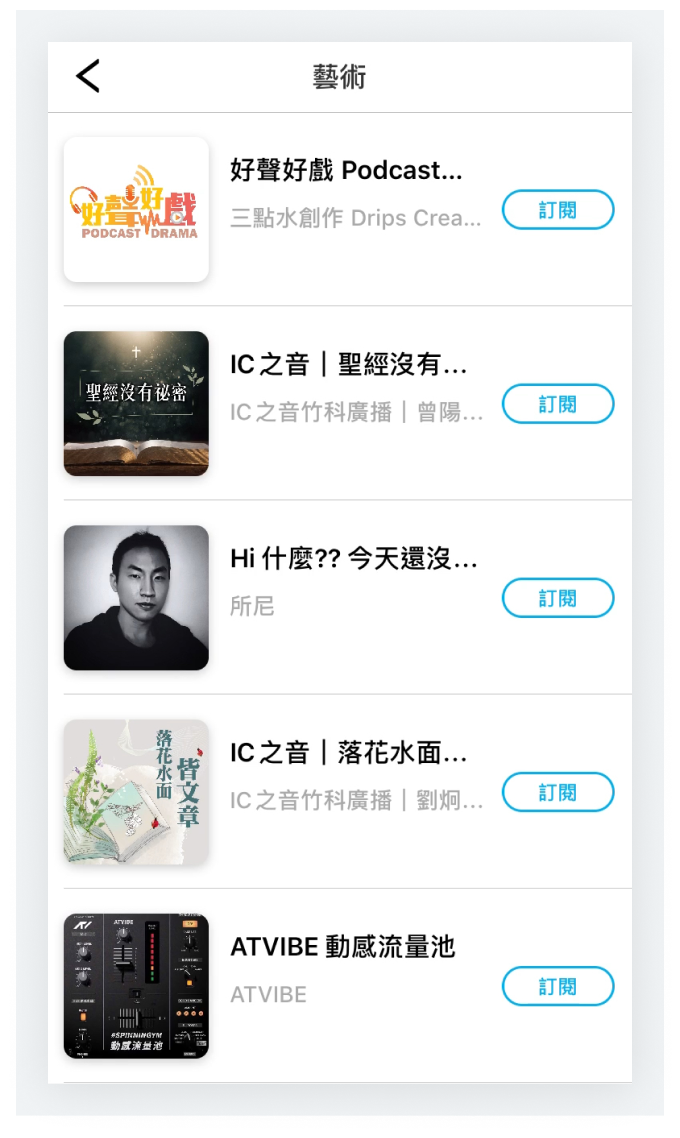 藝術
好聲好戲
PODCAST DRAMA
好聲好戲 Podcast...
三點水創作 Drips Crea...
訂閱
聖經沒有祕密
IC之音｜聖經沒有...
IC之音竹科廣播｜曾陽...
訂閱
Hi 什麼?? 今天還沒...
所尼
訂閱
落花水面
皆文章
IC之音｜落花水面...
IC之音竹科廣播｜劉炯...
訂閱
ATVIBE
#SPINNINGYM
動感流量池
ATVIBE 動感流量池
ATVIBE
訂閱